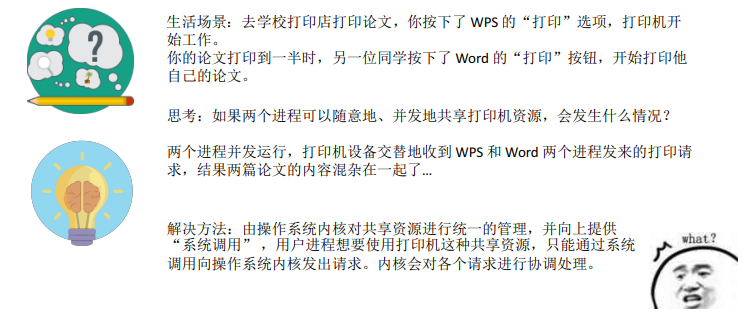 生活场景：去学校打印店打印论文，你按下了 WPS 的“打印”选项，打印机开
始工作。
你的论文打印到一半时，另一位同学按下了 Word 的“打印”按钮，开始打印他
自己的论文。
思考：如果两个进程可以随意地、并发地共享打印机资源，会发生什么情况？
两个进程并发运行，打印机设备交替地收到 WPS 和 Word 两个进程发来的打印请
求，结果两篇论文的内容混杂在一起了…
解决方法：由操作系统内核对共享资源进行统一的管理，并向上提供
“系统调用”，用户进程想要使用打印机这种共享资源，只能通过系统
调用向操作系统内核发出请求。内核会对各个请求进行协调处理。
what?